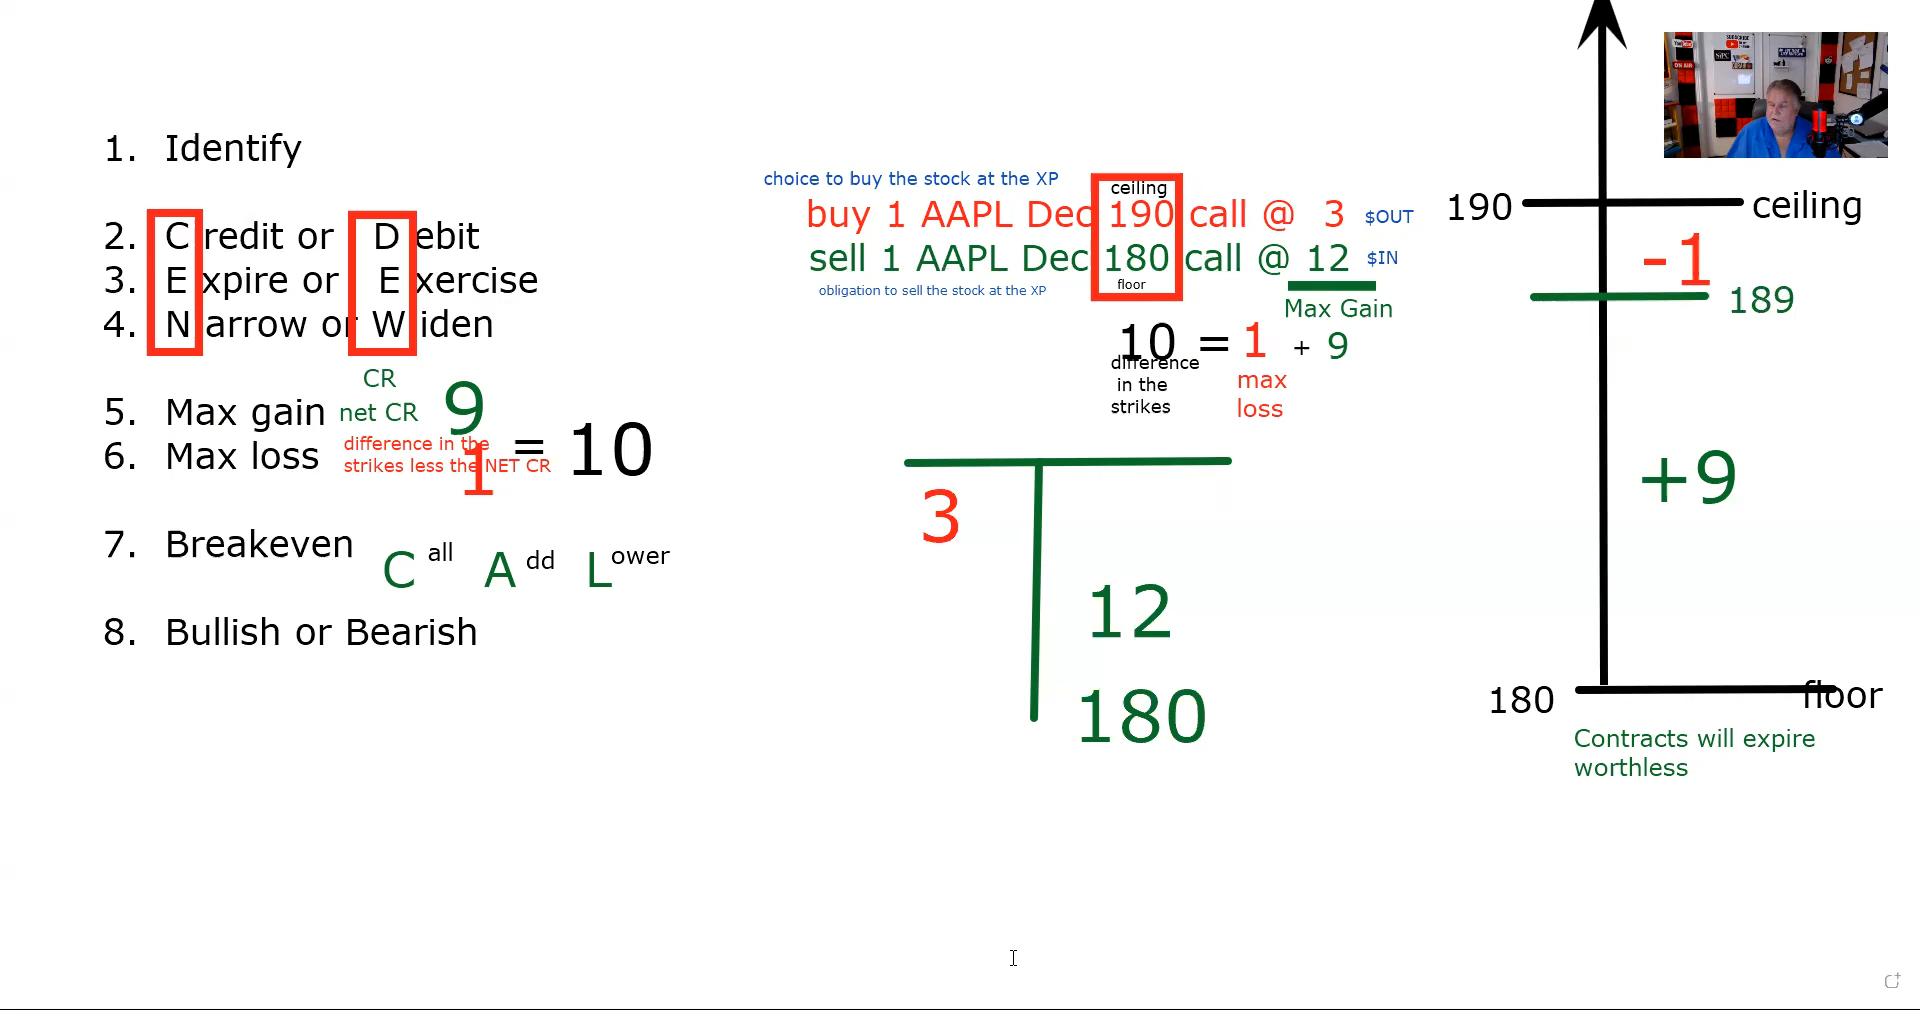 1. Identify
2. Credit or Debit
3. Expire or Exercise
4. Narrow or Widen
CR
5. Max gain net CR 9
6. Max loss difference in the strikes less the NET CR 1 = 10
7. Breakeven Call Add Lower
8. Bullish or Bearish
choice to buy the stock at the XP
ceiling
buy 1 AAPL Dec 190 call @ 3 $OUT
sell 1 AAPL Dec 180 call @ 12 $IN
obligation to sell the stock at the XP
floor
Max Gain
10 = 1 + 9
difference
in the
strikes
max
loss
3
12
180
190 ceiling
-1
189
+9
180 floor
Contracts will expire
worthless
YouTube
SUBSCRIBE
ON AIR
SIPC